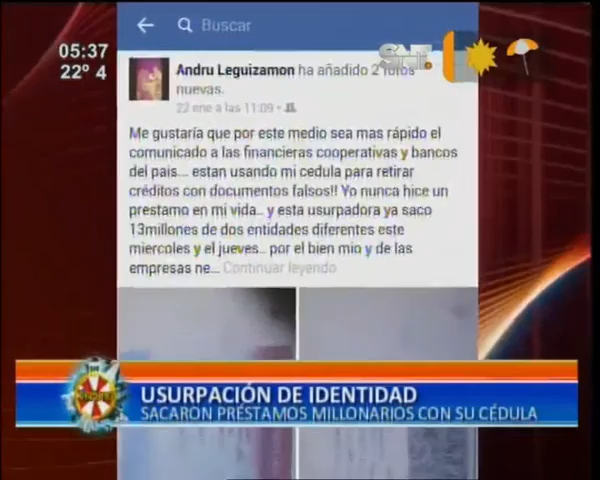 Buscar
05:37
22º 4
SNT.
Andru Leguizamon ha añadido 2 fotos
nuevas.
22 ene a las 11:09
Me gustaría que por este medio sea mas rápido el
comunicado a las financieras cooperativas y bancos
del país... estan usando mi cedula para retirar
créditos con documentos falsos!! Yo nunca hice un
prestamo en mi vida.. y esta usurpadora ya saco
13millones de dos entidades diferentes este
miercoles y el jueves.. por el bien mio y de las
empresas ne... Continuar leyendo
USURPACIÓN DE IDENTIDAD
SACARON PRÉSTAMOS MILLONARIOS CON SU CÉDULA